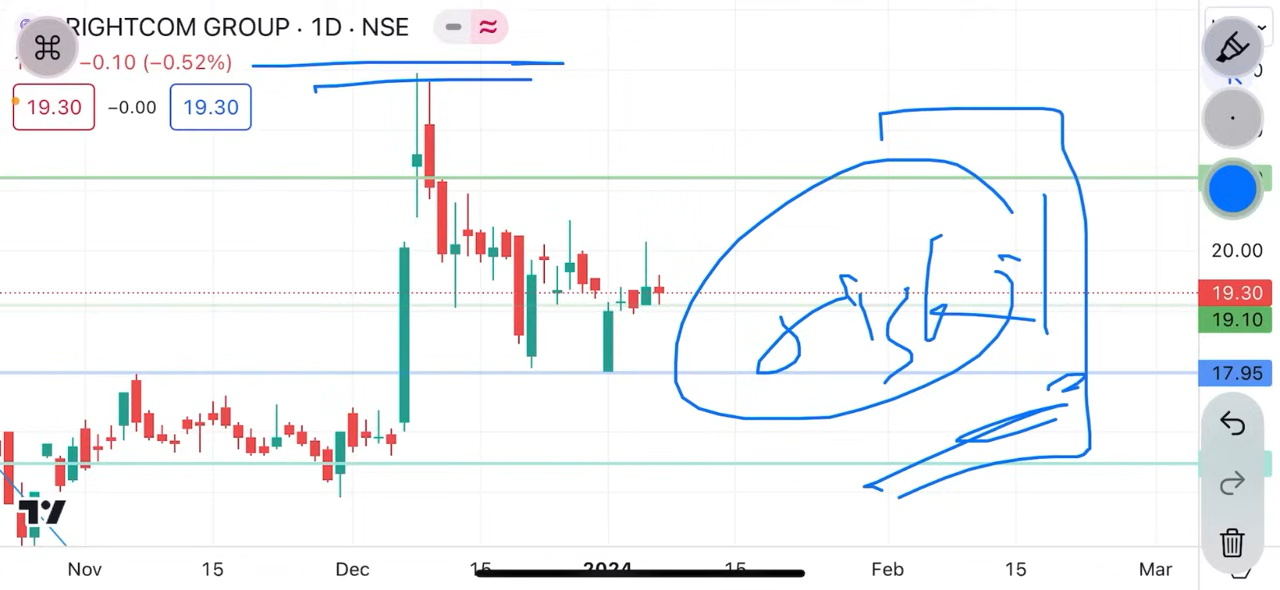 RIGHTCOM GROUP · 1D · NSE
−0.10 (−0.52%)
19.30 −0.00 19.30
20.00
19.30
19.10
17.95
Nov 15 Dec 15 2024 15 Feb 15 Mar